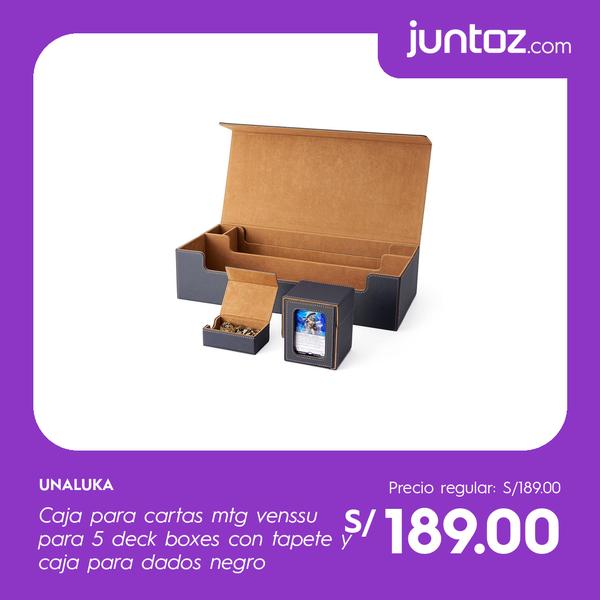 juntoz.com
UNALUKA
Caja para cartas mtg venssu
para 5 deck boxes con tapete y
caja para dados negro
Precio regular: S/189.00
S/ 189.00